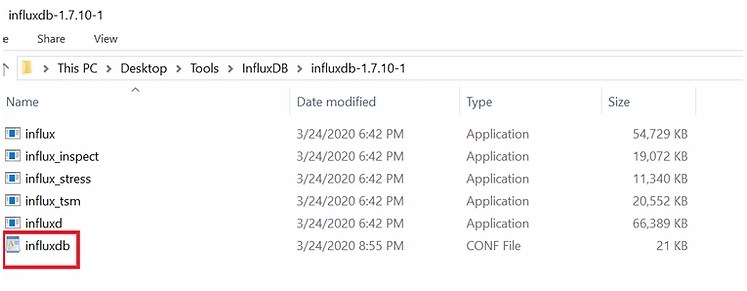 influxdb-1.7.10-1
e Share View
This PC > Desktop > Tools > InfluxDB > influxdb-1.7.10-1
Name Date modified Type Size
influx 3/24/2020 6:42 PM Application 54,729 KB
influx_inspect 3/24/2020 6:42 PM Application 19,072 KB
influx_stress 3/24/2020 6:42 PM Application 11,340 KB
influx_tsm 3/24/2020 6:42 PM Application 20,552 KB
influxd 3/24/2020 6:42 PM Application 66,389 KB
influxdb 3/24/2020 8:55 PM CONF File 21 KB